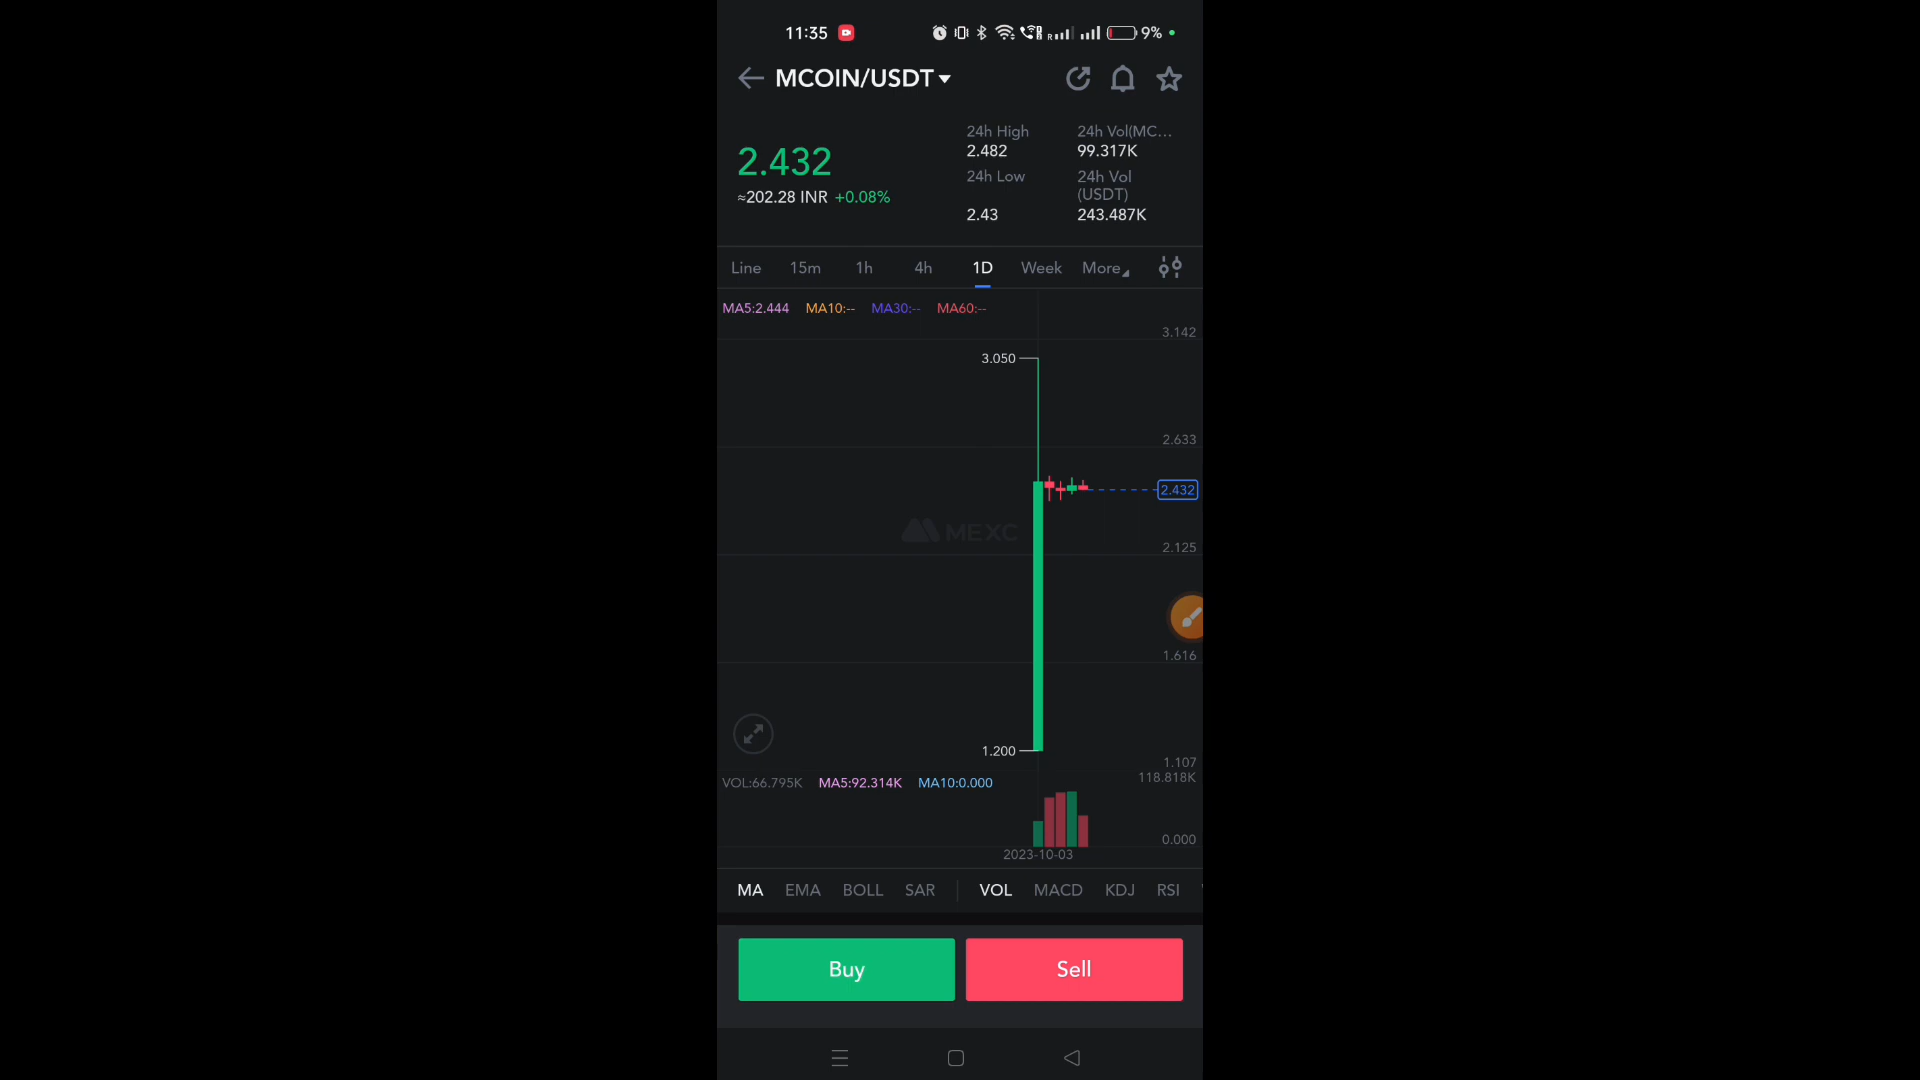 11:35 9%
MCOIN/USDT
2.432
≈202.28 INR +0.08%
24h High
2.482
24h Low
2.43
24h Vol(MC...
99.317K
24h Vol
(USDT)
243.487K
Line 15m 1h 4h 1D Week More
MA5:2.444 MA10:-- MA30:-- MA60:--
3.142
3.050
2.633
2.432
MEXC
2.125
1.616
1.200
1.107
VOL:66.795K MA5:92.314K MA10:0.000 118.818K
0.000
2023-10-03
MA EMA BOLL SAR VOL MACD KDJ RSI
Buy Sell